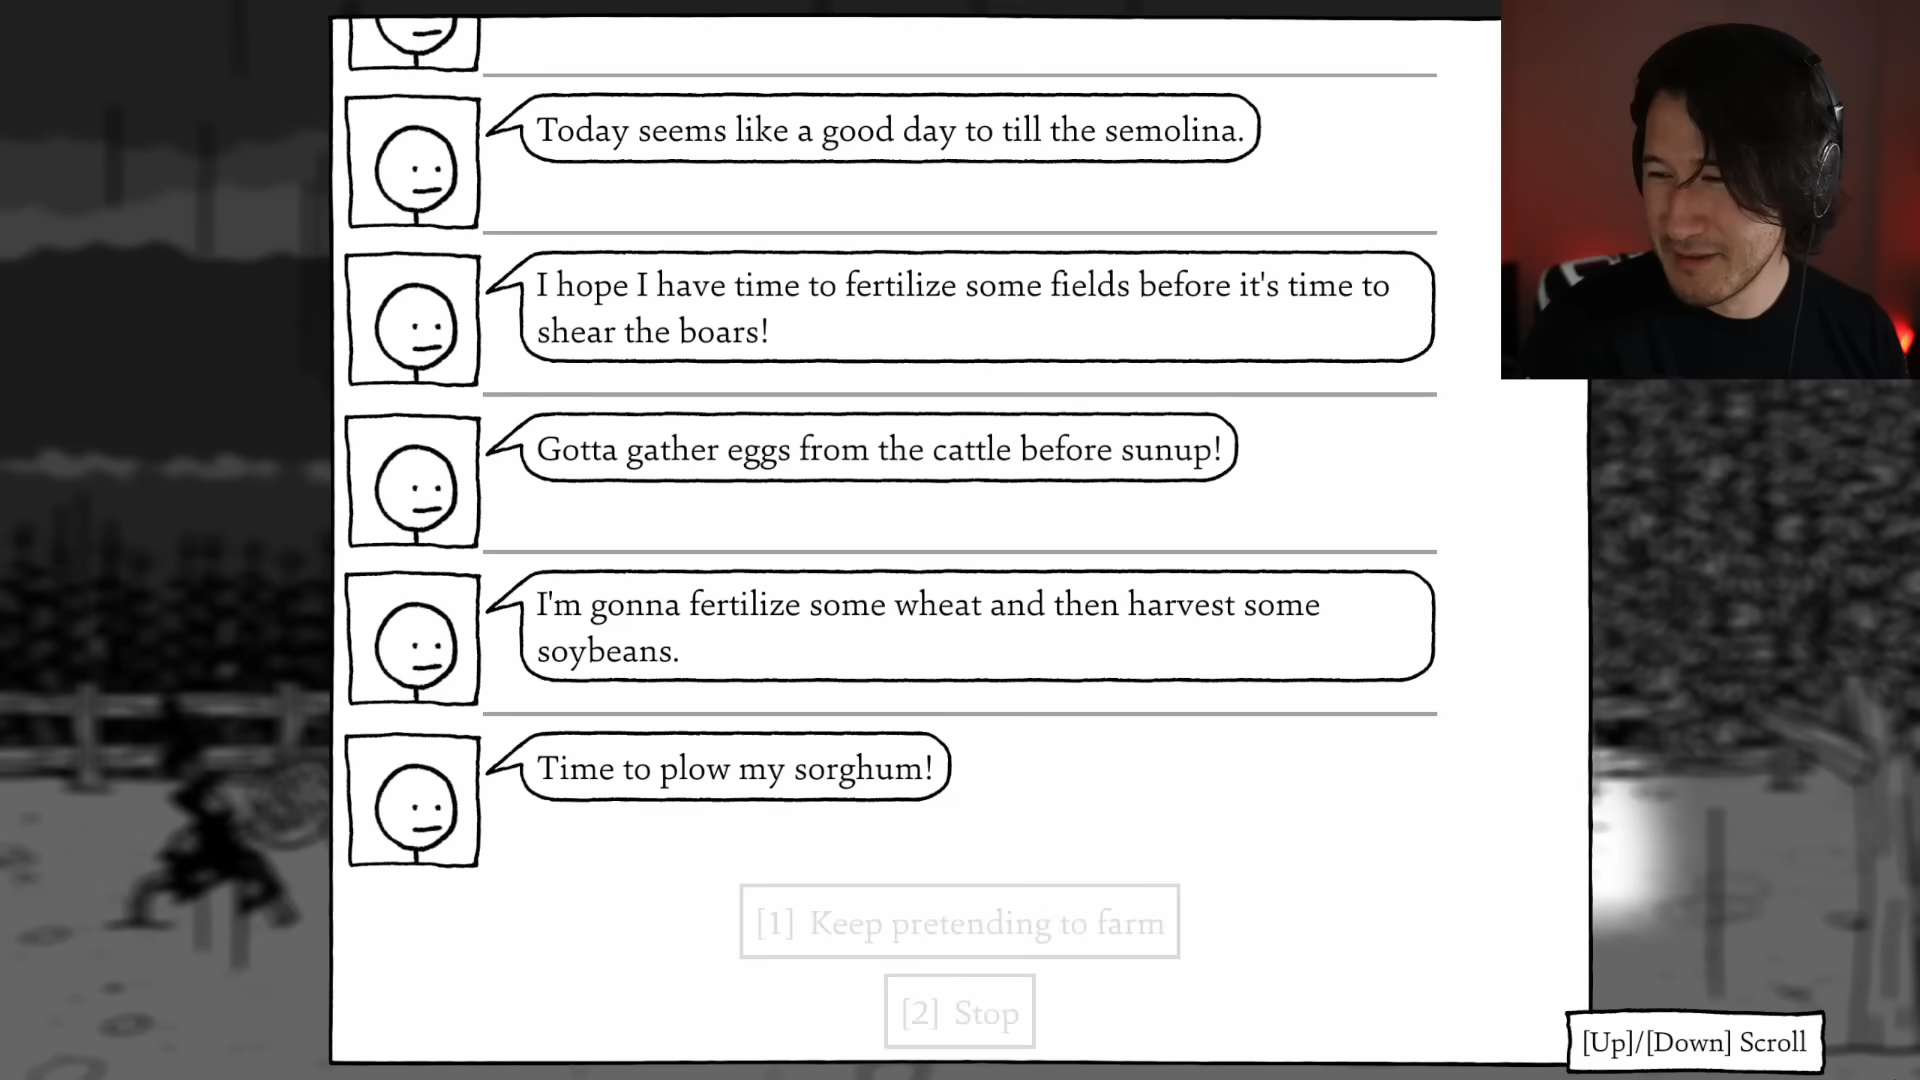 Today seems like a good day to till the semolina.
I hope I have time to fertilize some fields before it's time to
shear the boars!
Gotta gather eggs from the cattle before sunup!
I'm gonna fertilize some wheat and then harvest some
soybeans.
Time to plow my sorghum!
[1] Keep pretending to farm
[2] Stop
[Up]/[Down] Scroll